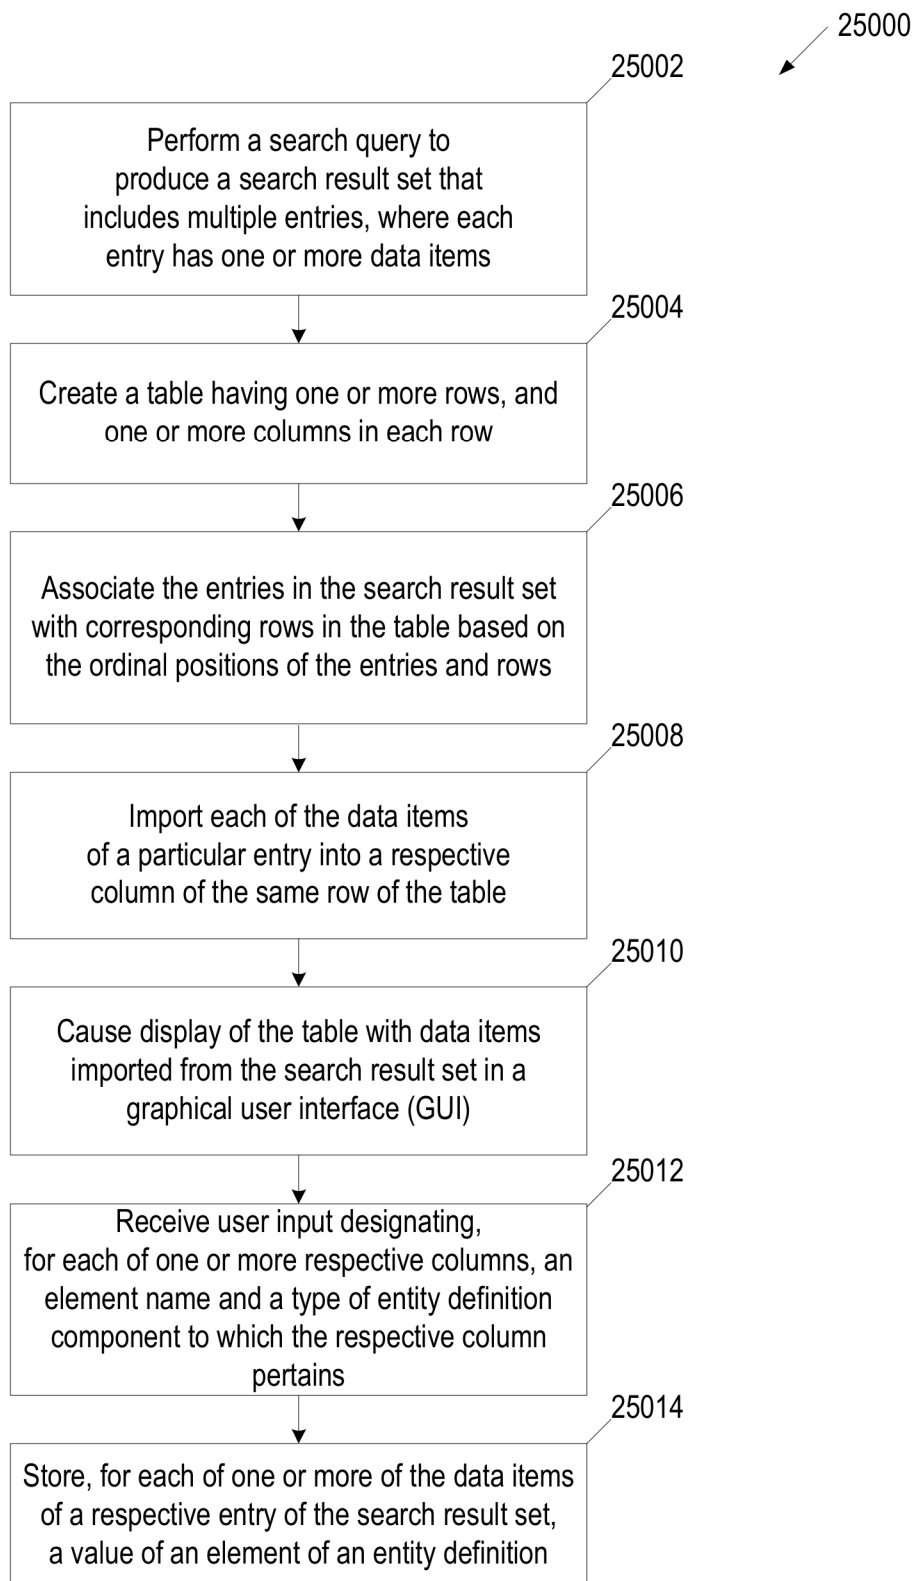 25000
25002
Perform a search query to
produce a search result set that
includes multiple entries, where each
entry has one or more data items
25004
Create a table having one or more rows, and
one or more columns in each row
25006
Associate the entries in the search result set
with corresponding rows in the table based on
the ordinal positions of the entries and rows
25008
Import each of the data items
of a particular entry into a respective
column of the same row of the table
25010
Cause display of the table with data items
imported from the search result set in a
graphical user interface (GUI)
25012
Receive user input designating,
for each of one or more respective columns, an
element name and a type of entity definition
component to which the respective column
pertains
25014
Store, for each of one or more of the data items
of a respective entry of the search result set,
a value of an element of an entity definition